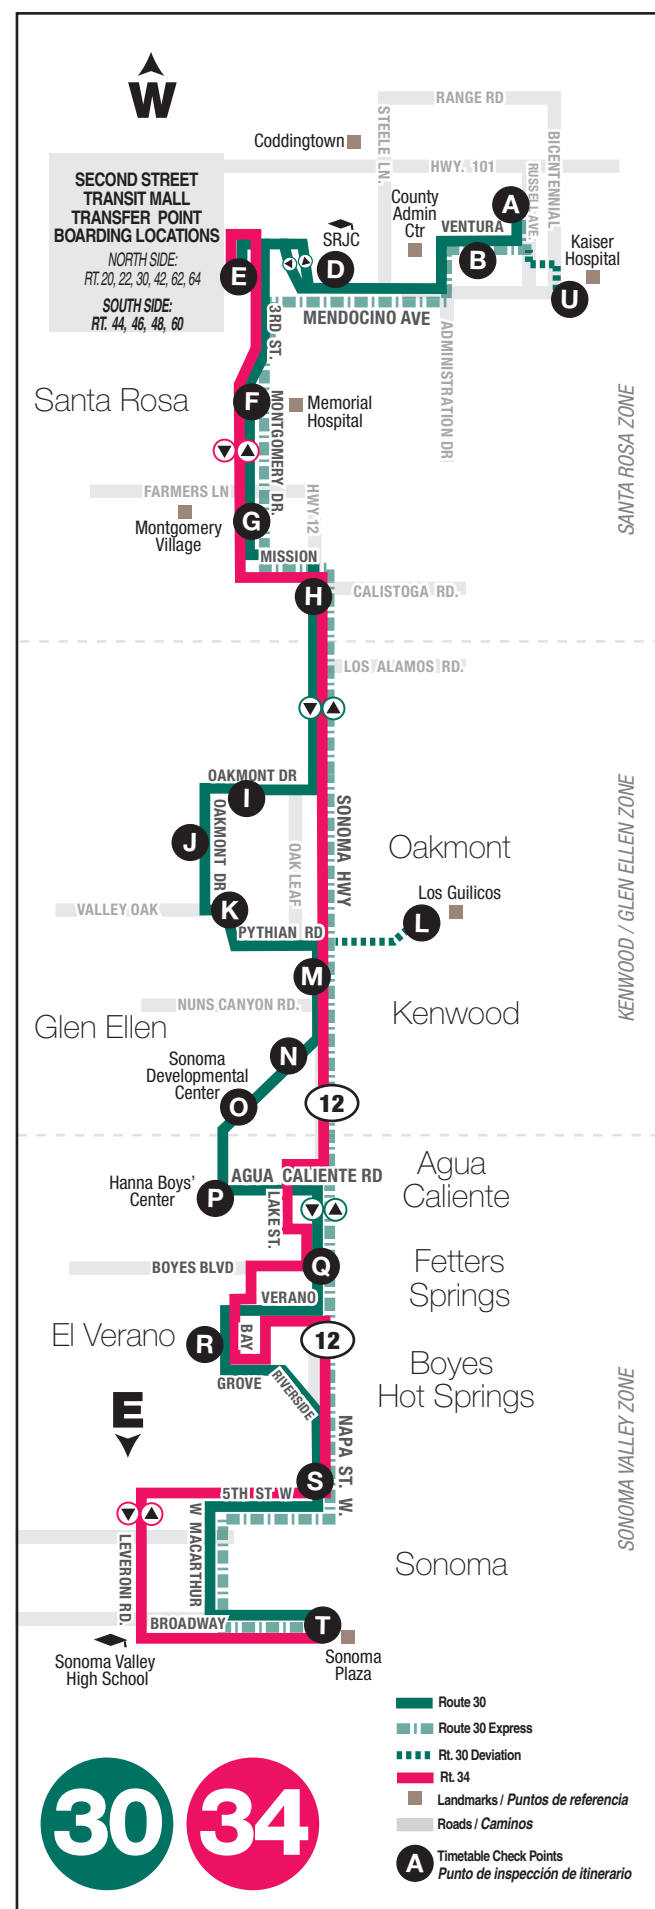 W
RANGE RD
STEELE LN.
BICENTENNIAL
Coddingtown
HWY. 101
RUSSELL AVE.
SECOND STREET
TRANSIT MALL
TRANSFER POINT
BOARDING LOCATIONS
NORTH SIDE:
RT. 20, 22, 30, 42, 62, 64
SOUTH SIDE:
RT. 44, 46, 48, 60
County
Admin
Ctr
A
VENTURA
B
SRJC
D
Kaiser
Hospital
U
E
3RD ST.
MENDOCINO AVE
ADMINISTRATION DR
Santa Rosa
F
MONTGOMERY DR.
Memorial
Hospital
SANTA ROSA ZONE
FARMERS LN
HWY 12
Montgomery
Village
G
MISSION
H
CALISTOGA RD.
LOS ALAMOS RD.
OAKMONT DR
I
SONOMA HWY
J
OAKMONT DR
OAK LEAF
Oakmont
Los Guilicos
VALLEY OAK
K
L
PYTHIAN RD
M
KENWOOD / GLEN ELLEN ZONE
NUNS CANYON RD.
Glen Ellen
Kenwood
N
Sonoma
Developmental
Center
O
12
AGUA CALIENTE RD
Agua
Caliente
Hanna Boys'
Center
P
LAKE ST.
BOYES BLVD
Q
Fetters
Springs
VERANO
El Verano
R
BAY
12
GROVE
RIVERSIDE
Boyes
Hot Springs
E
NAPA ST. W.
SONOMA VALLEY ZONE
S
5TH ST W
W MACARTHUR
LEVERONI RD.
Sonoma
BROADWAY
T
Sonoma Valley
High School
Sonoma
Plaza
Route 30
Route 30 Express
Rt. 30 Deviation
Rt. 34
Landmarks / Puntos de referencia
Roads / Caminos
A
Timetable Check Points
Punto de inspección de itinerario
30
34